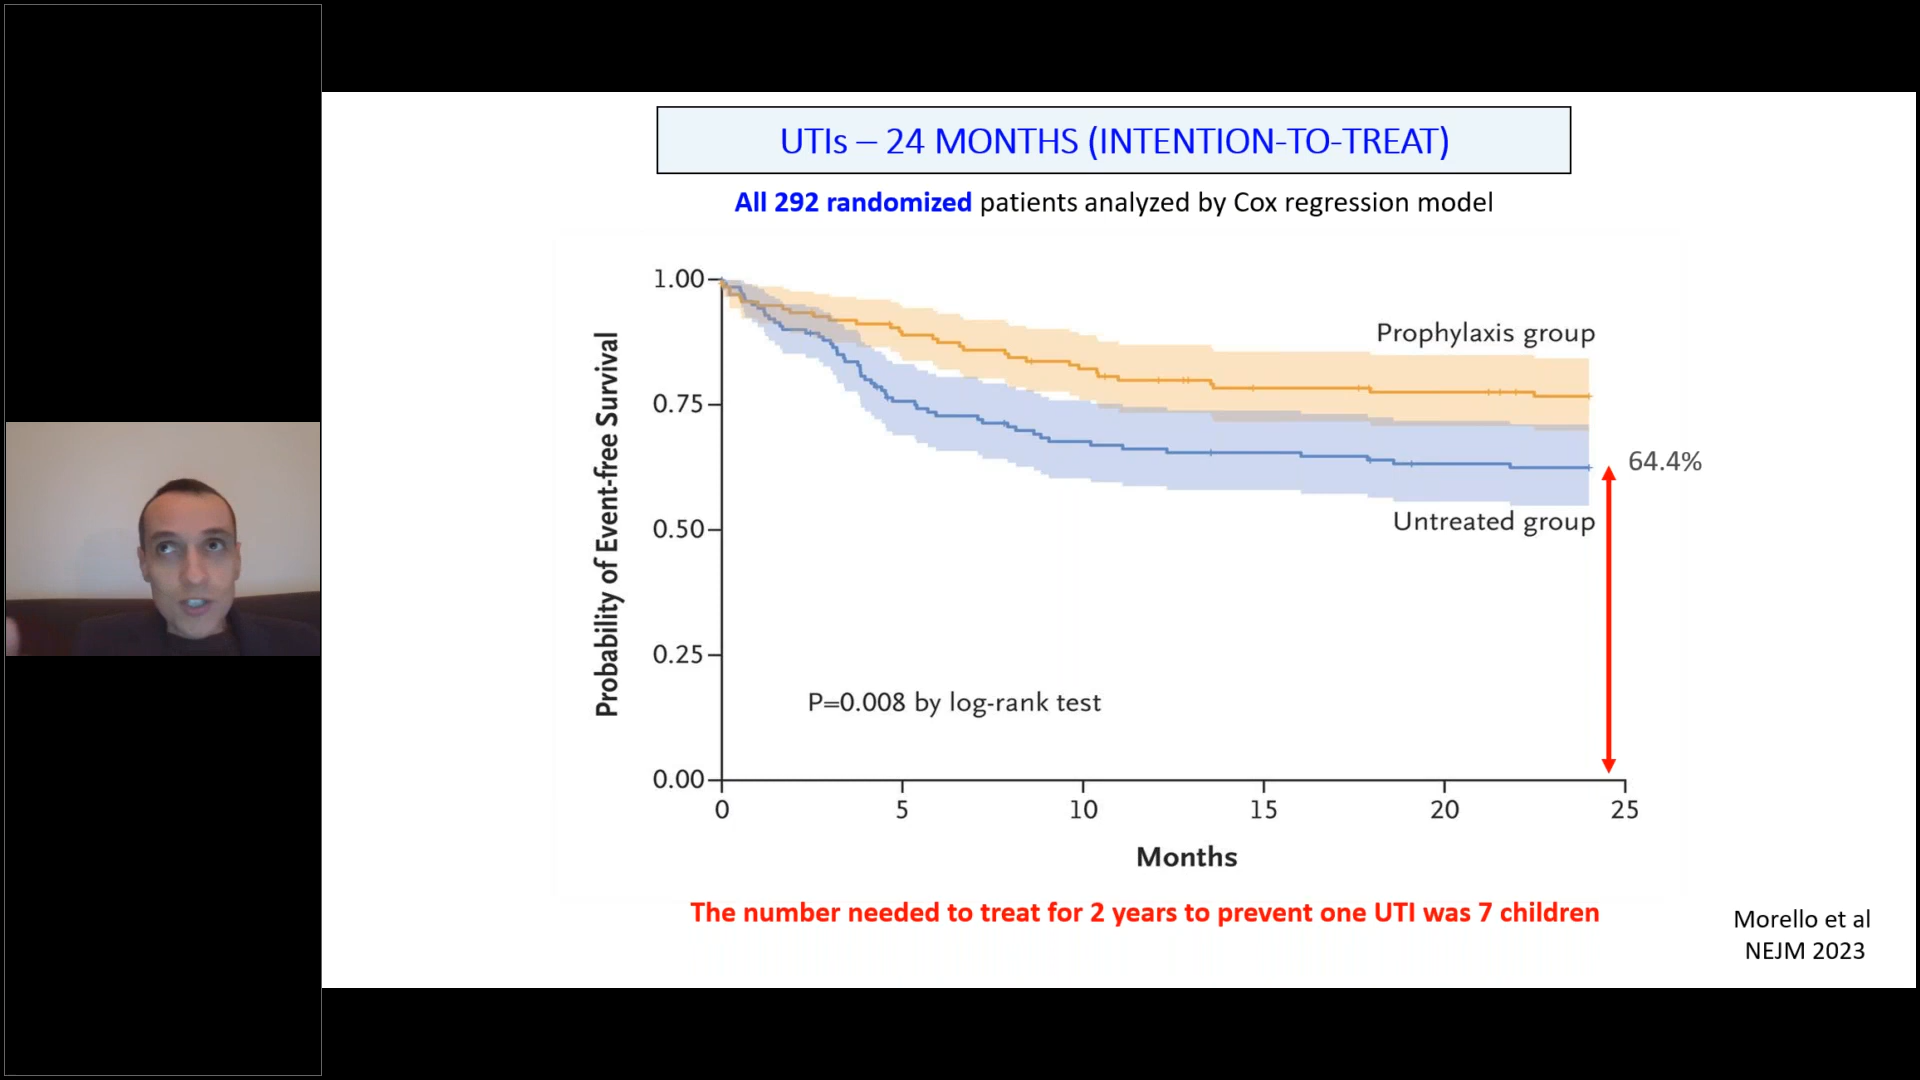 UTIs – 24 MONTHS (INTENTION-TO-TREAT)
All 292 randomized patients analyzed by Cox regression model
Probability of Event-free Survival
1.00
0.75
0.50
0.25
0.00
Prophylaxis group
64.4%
Untreated group
P=0.008 by log-rank test
0 5 10 15 20 25
Months
The number needed to treat for 2 years to prevent one UTI was 7 children
Morello et al
NEJM 2023